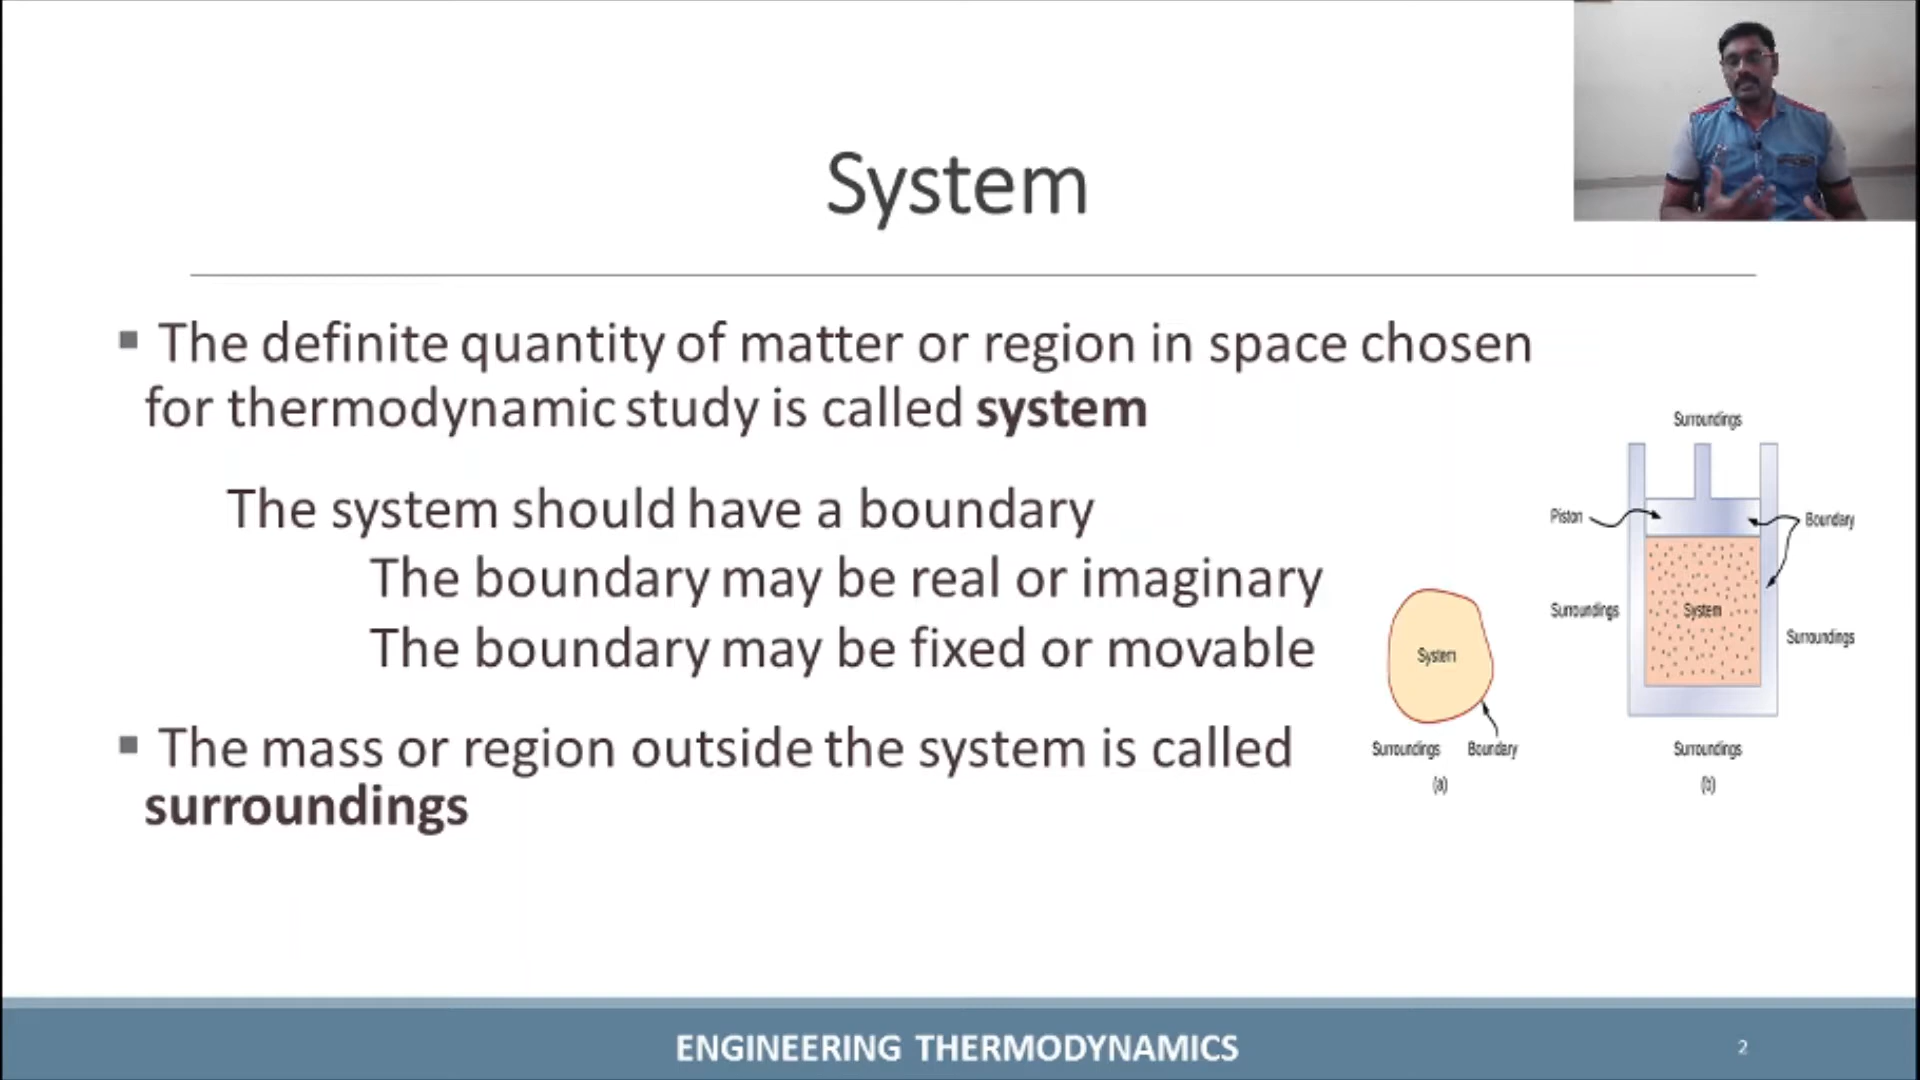 System
The definite quantity of matter or region in space chosen
for thermodynamic study is called system
The system should have a boundary
The boundary may be real or imaginary
The boundary may be fixed or movable
The mass or region outside the system is called
surroundings
System
Surroundings
Boundary
(a)
Surroundings
Piston
Boundary
System
Surroundings
Surroundings
Surroundings
(b)
ENGINEERING THERMODYNAMICS
2